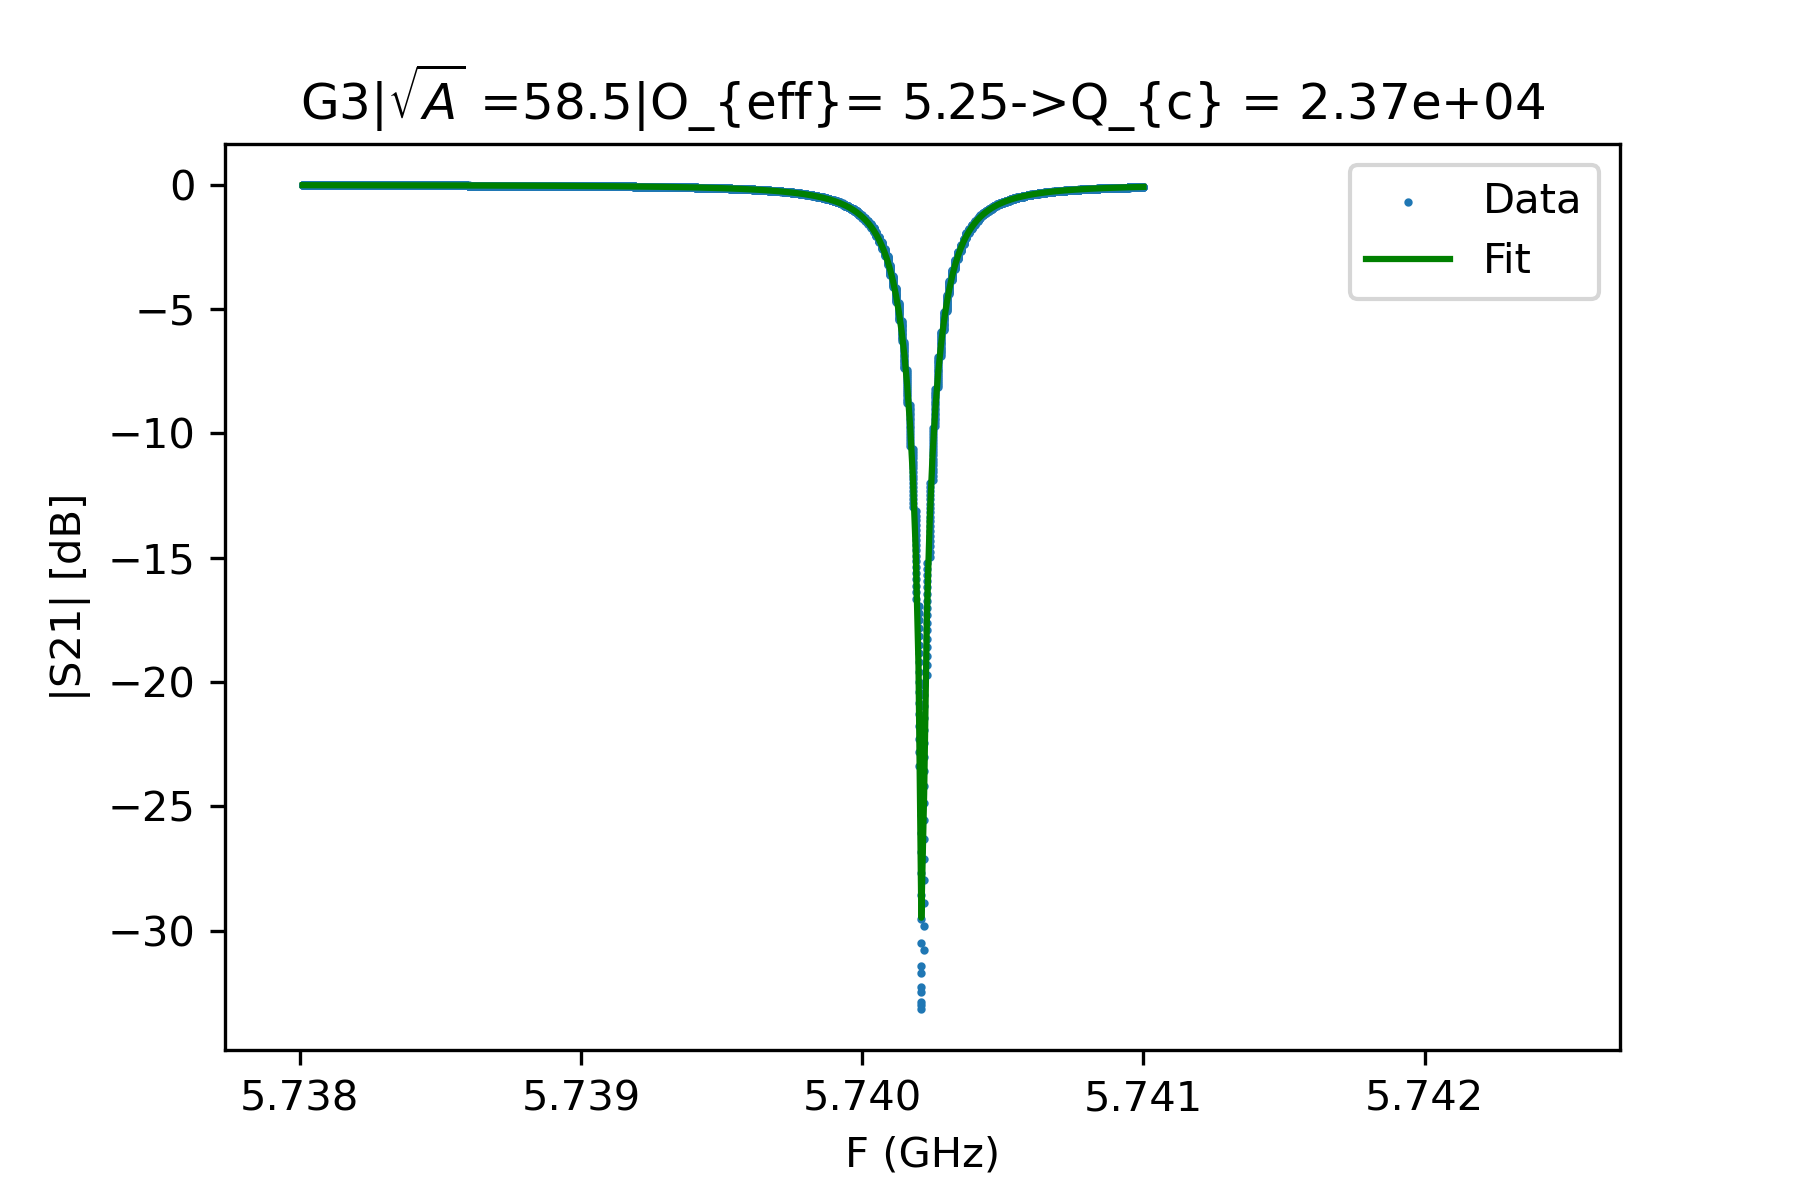 G3|√A =58.5|O_{eff}= 5.25->Q_{c} = 2.37e+04
Data
Fit
0
−5
−10
−15
−20
−25
−30
|S21| [dB]
5.738 5.739 5.740 5.741 5.742
F (GHz)